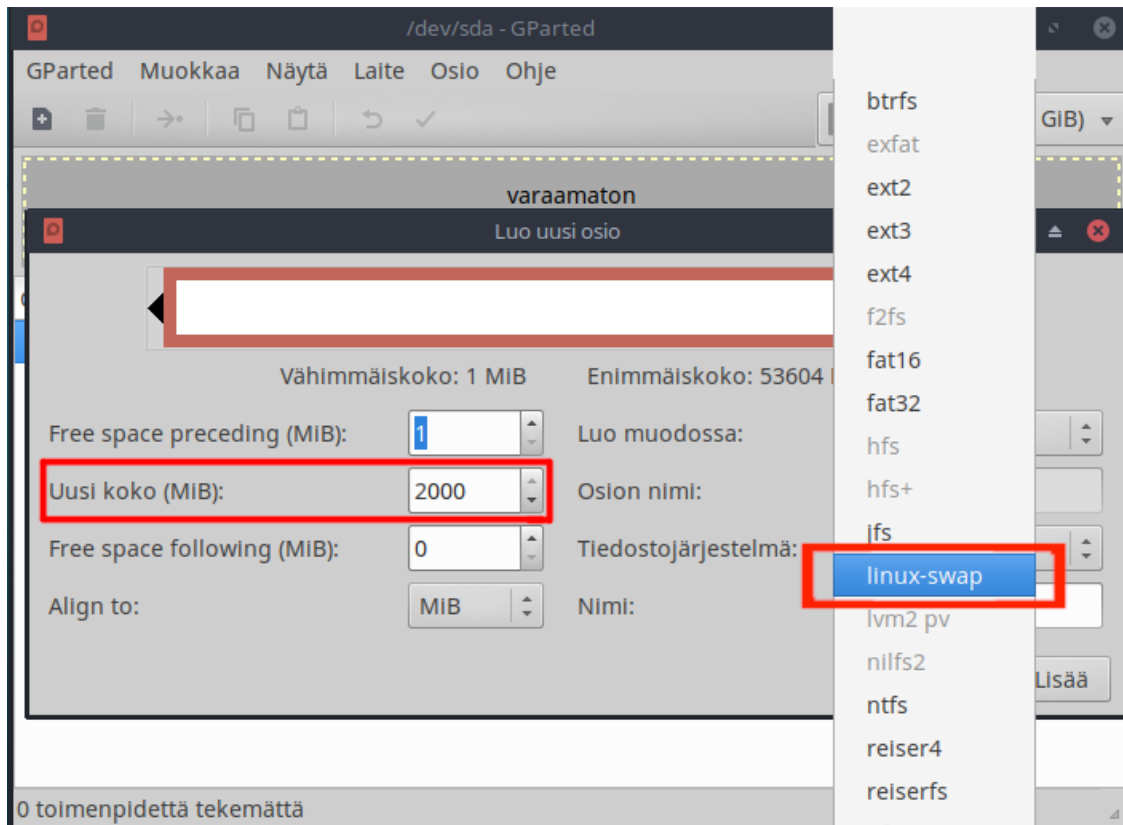 /dev/sda - GParted
GParted Muokkaa Näytä Laite Osio Ohje
GiB)
varaamaton
Luo uusi osio
Vähimmäiskoko: 1 MiB Enimmäiskoko: 53604
Free space preceding (MiB): 1 Luo muodossa:
Uusi koko (MiB): 2000 Osion nimi:
Free space following (MiB): 0 Tiedostojärjestelmä:
Align to: MiB Nimi:
Lisää
btrfs
exfat
ext2
ext3
ext4
f2fs
fat16
fat32
hfs
hfs+
jfs
linux-swap
lvm2 pv
nilfs2
ntfs
reiser4
reiserfs
0 toimenpidettä tekemättä